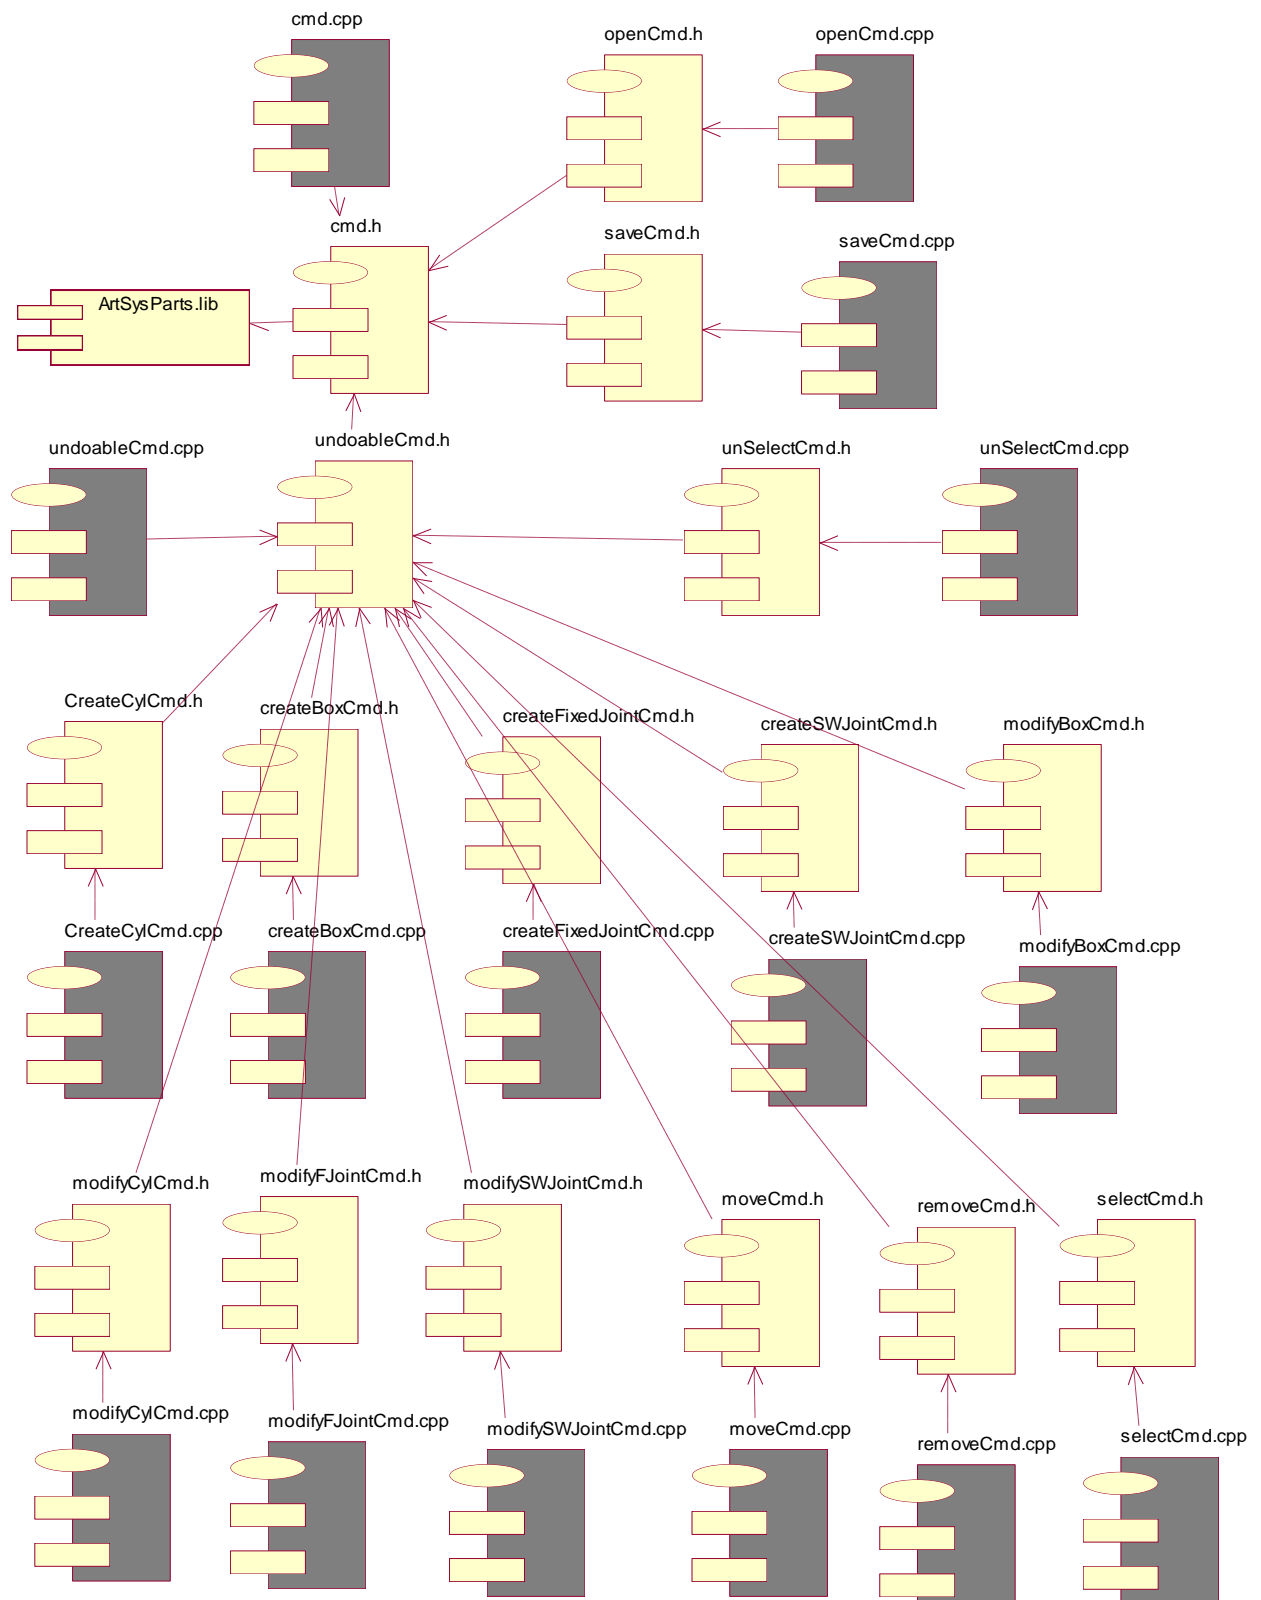 cmd.cpp
openCmd.h
openCmd.cpp
cmd.h
saveCmd.h
saveCmd.cpp
ArtSysParts.lib
undoableCmd.cpp
undoableCmd.h
unSelectCmd.h
unSelectCmd.cpp
CreateCylCmd.h
createBoxCmd.h
createFixedJointCmd.h
createSWJointCmd.h
modifyBoxCmd.h
CreateCylCmd.cpp
createBoxCmd.cpp
createFixedJointCmd.cpp
createSWJointCmd.cpp
modifyBoxCmd.cpp
modifyCylCmd.h
modifyFJointCmd.h
modifySWJointCmd.h
moveCmd.h
removeCmd.h
selectCmd.h
modifyCylCmd.cpp
modifyFJointCmd.cpp
modifySWJointCmd.cpp
moveCmd.cpp
removeCmd.cpp
selectCmd.cpp